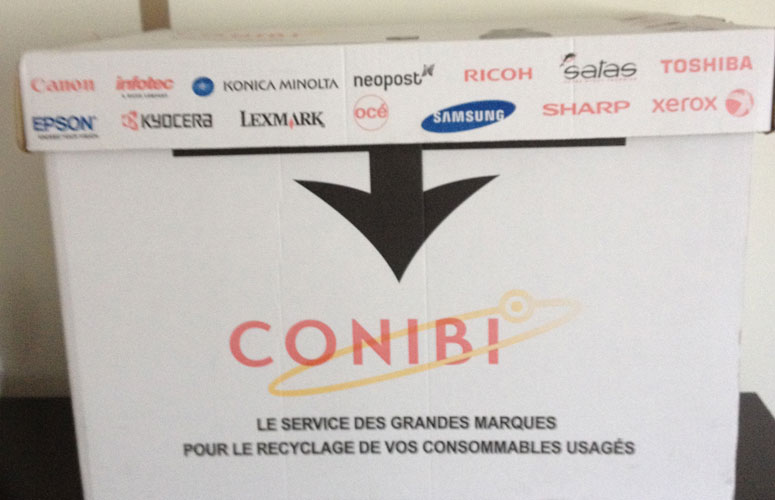 Canon infotec KONICA MINOLTA neopost RICOH salas TOSHIBA
EPSON KYOCERA LEXMARK océ SAMSUNG SHARP xerox
CONIBI
LE SERVICE DES GRANDES MARQUES
POUR LE RECYCLAGE DE VOS CONSOMMABLES USAGÉS